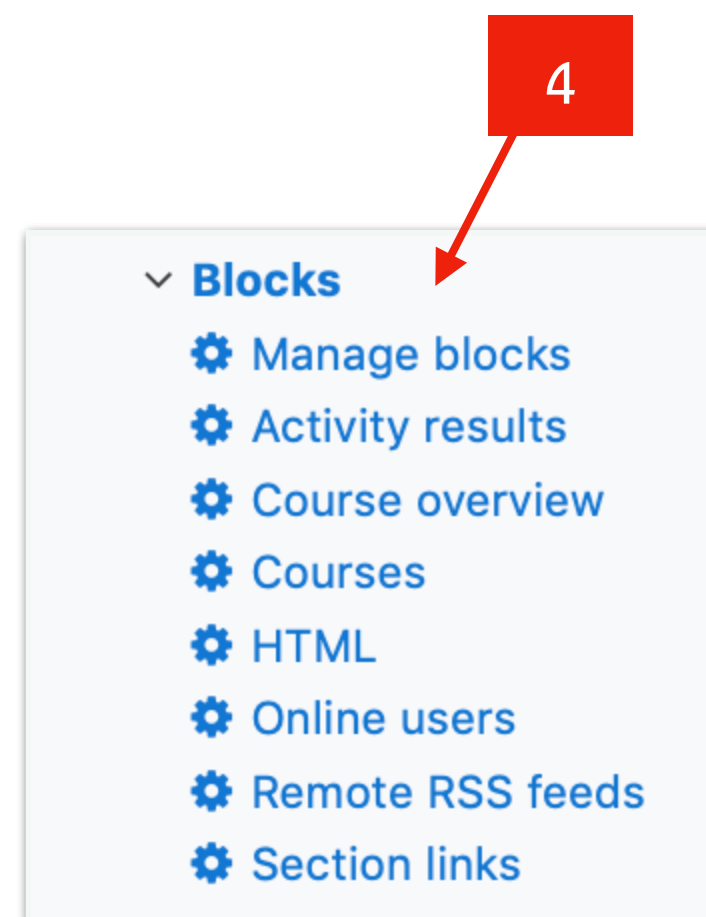 4
Blocks
Manage blocks
Activity results
Course overview
Courses
HTML
Online users
Remote RSS feeds
Section links